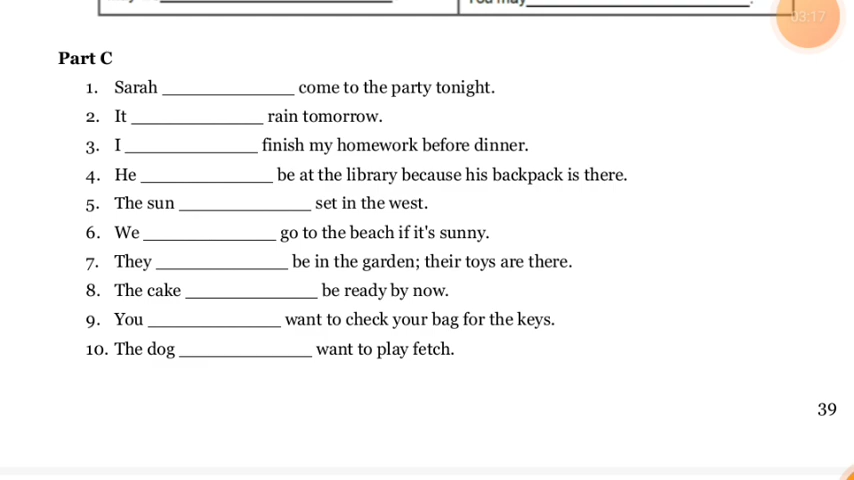 Part C
1. Sarah ______________ come to the party tonight.
2. It ______________ rain tomorrow.
3. I ______________ finish my homework before dinner.
4. He ______________ be at the library because his backpack is there.
5. The sun ______________ set in the west.
6. We ______________ go to the beach if it's sunny.
7. They ______________ be in the garden; their toys are there.
8. The cake ______________ be ready by now.
9. You ______________ want to check your bag for the keys.
10. The dog ______________ want to play fetch.
39
03:17